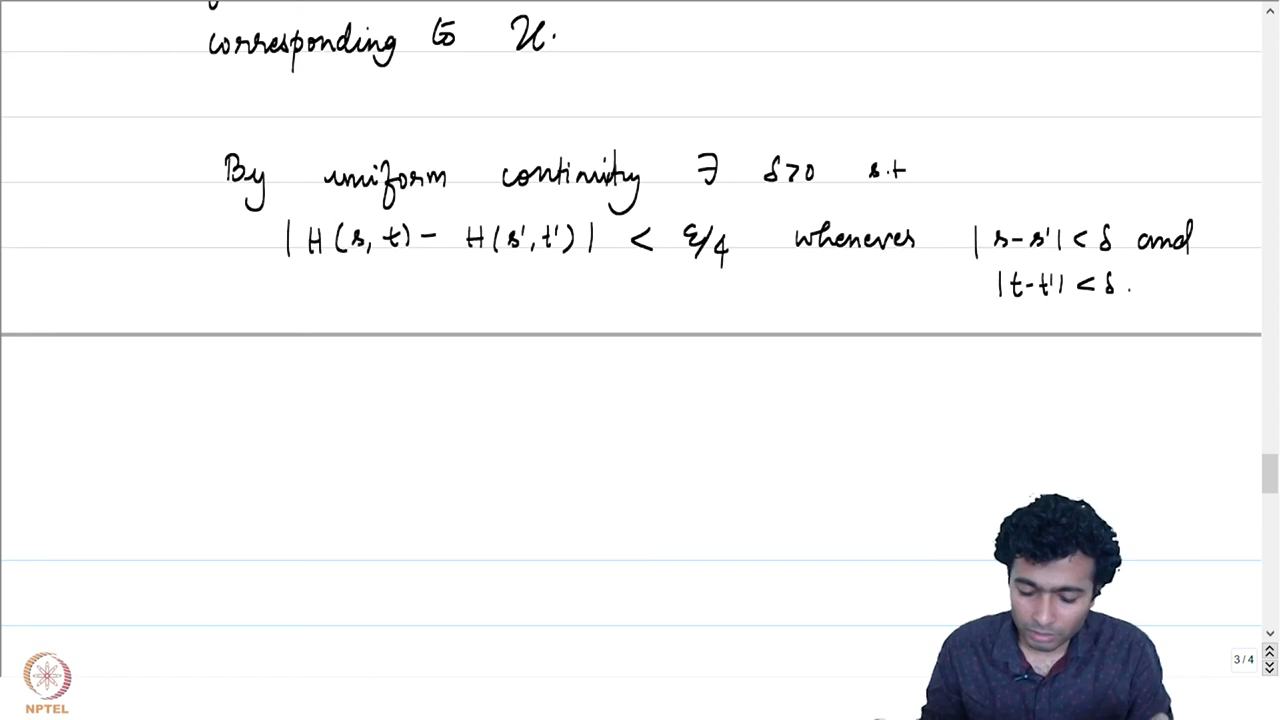 corresponding to 𝒰.
By uniform continuity ∃ δ>0 s.t
|H(s, t) - H(s', t')| < ε/4 whenever |s-s'| < δ and
|t-t'| < δ.
3 / 4
NPTEL